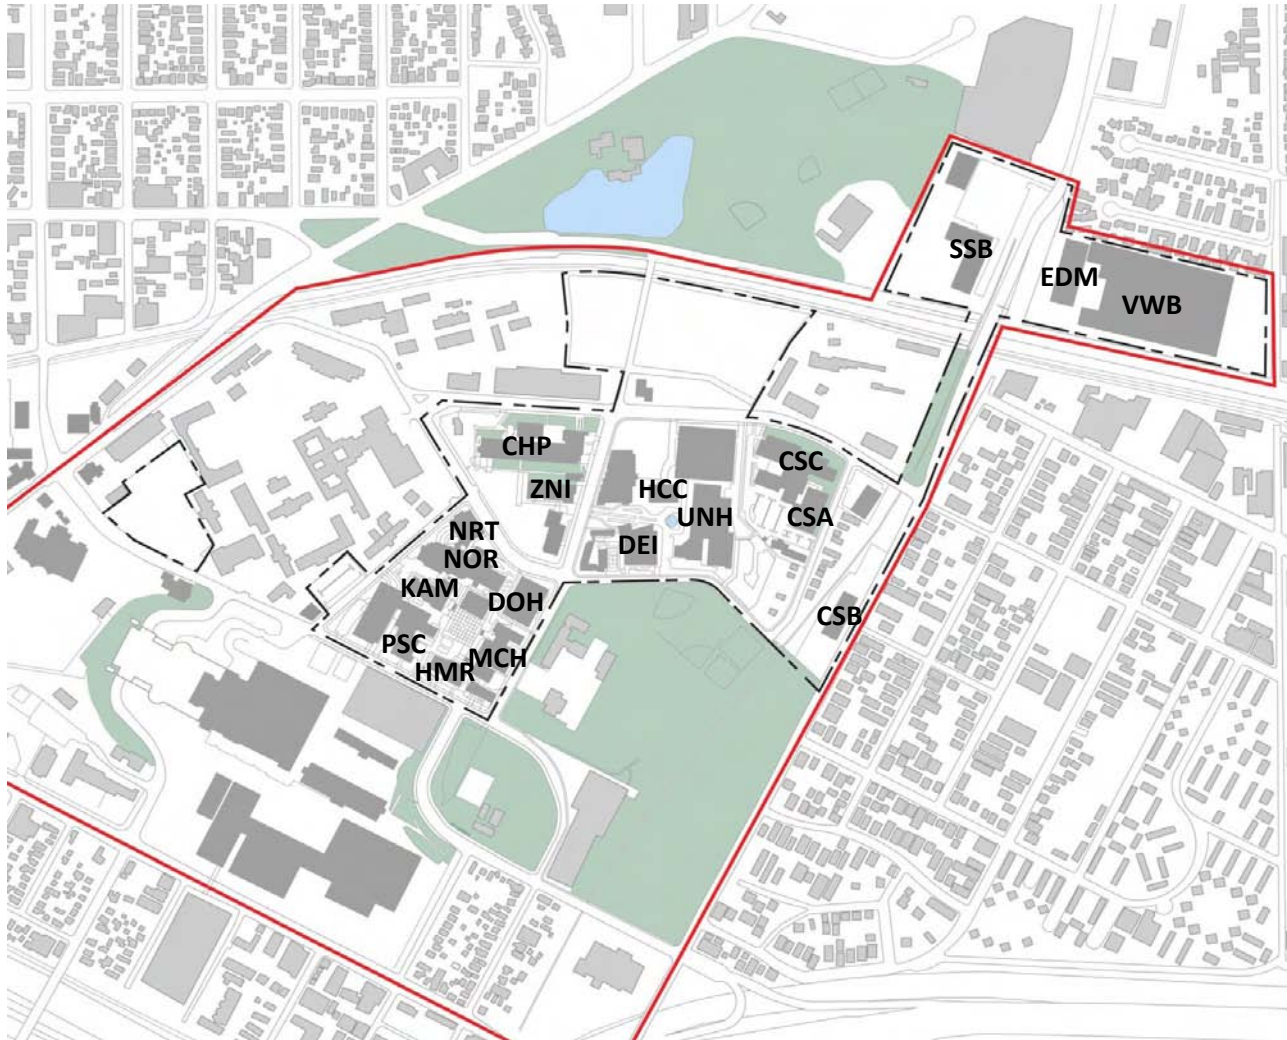 SSB
EDM
VWB
CHP
CSC
ZNI
HCC
UNH
CSA
NRT
DEI
NOR
KAM
DOH
CSB
PSC
MCH
HMR